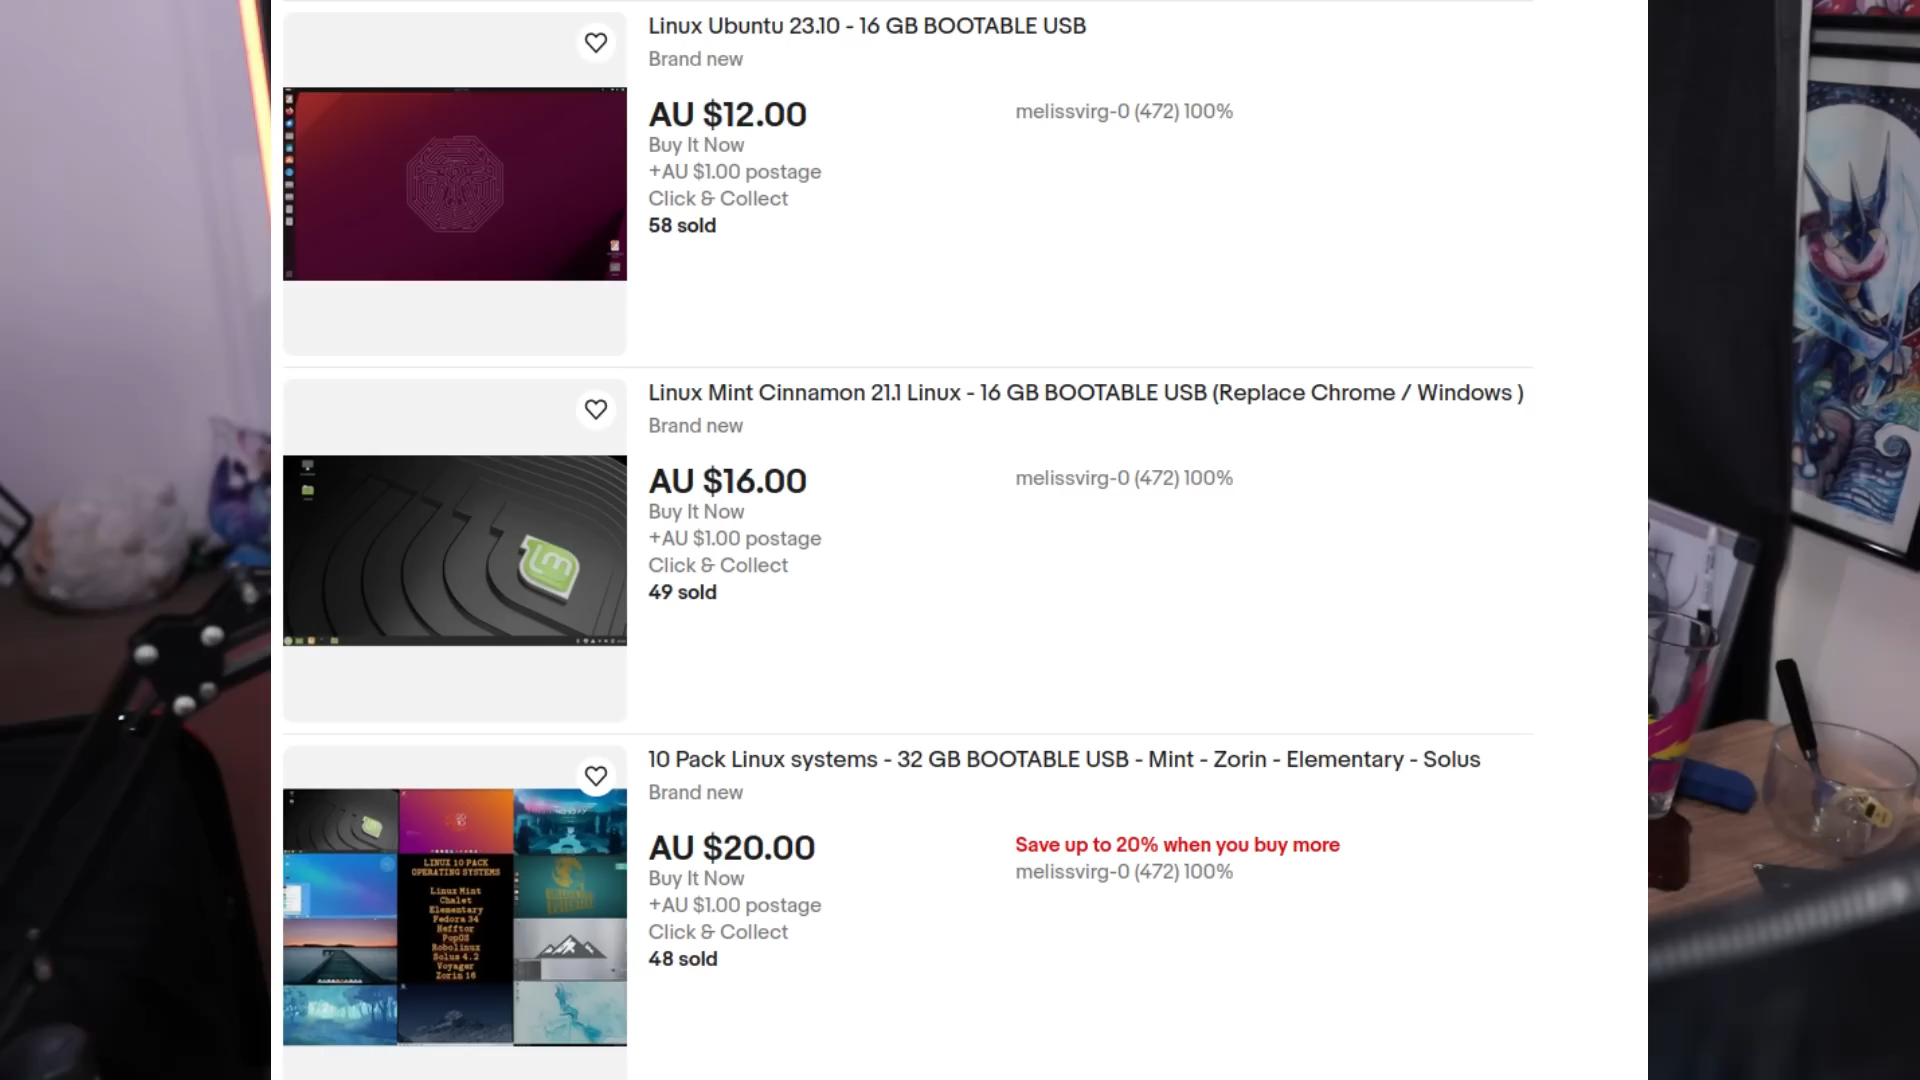 Linux Ubuntu 23.10 - 16 GB BOOTABLE USB
Brand new
AU $12.00
melissvirg-0 (472) 100%
Buy It Now
+AU $1.00 postage
Click & Collect
58 sold
Linux Mint Cinnamon 21.1 Linux - 16 GB BOOTABLE USB (Replace Chrome / Windows )
Brand new
AU $16.00
melissvirg-0 (472) 100%
Buy It Now
+AU $1.00 postage
Click & Collect
49 sold
10 Pack Linux systems - 32 GB BOOTABLE USB - Mint - Zorin - Elementary - Solus
Brand new
AU $20.00
Save up to 20% when you buy more
melissvirg-0 (472) 100%
Buy It Now
+AU $1.00 postage
Click & Collect
48 sold
LINUX 10 PACK
OPERATING SYSTEMS
Linux Mint
Chalet
Elementary
Fedora 34
Hefftor
PopOS
Robolinux
Solus 4.2
Voyager
Zorin 16